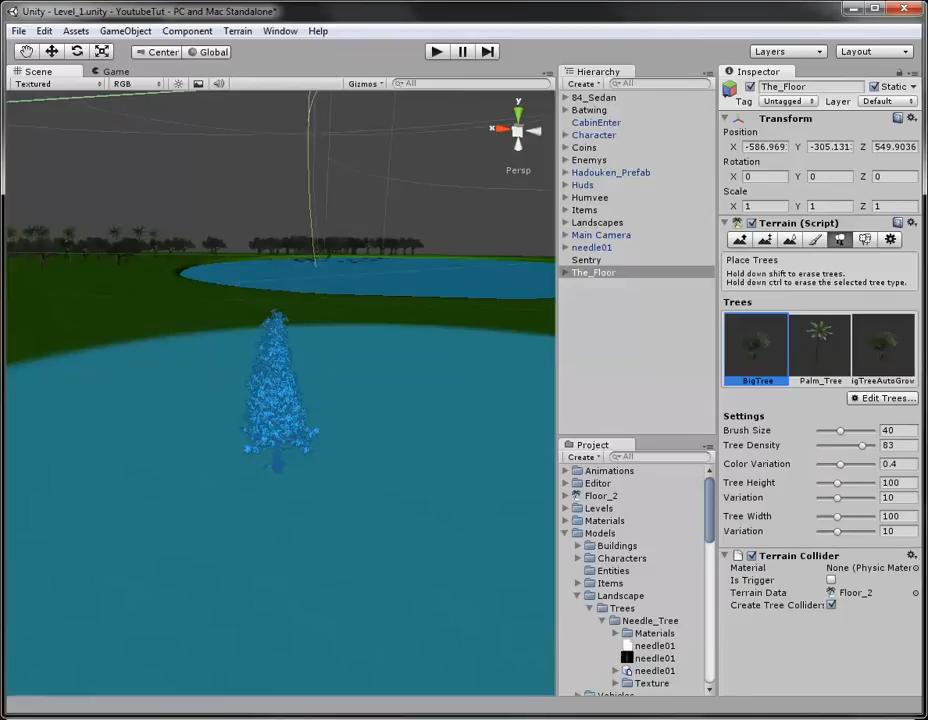 Unity - Level_1.unity - YoutubeTut - PC and Mac Standalone*
File Edit Assets GameObject Component Terrain Window Help
Center Global Layers Layout
Scene Game
Textured RGB Gizmos All
y
x
Persp
Hierarchy
Create All
84_Sedan
Batwing
CabinEnter
Character
Coins
Enemys
Hadouken_Prefab
Huds
Humvee
Items
Landscapes
Main Camera
needle01
Sentry
The_Floor
Project
Create All
Animations
Editor
Floor_2
Levels
Materials
Models
Buildings
Characters
Entities
Items
Landscape
Trees
Needle_Tree
Materials
needle01
needle01
needle01
Texture
Vehicles
Inspector
The_Floor Static
Tag Untagged Layer Default
Transform
Position
X -586.969: Y -305.131: Z 549.9036
Rotation
X 0 Y 0 Z 0
Scale
X 1 Y 1 Z 1
Terrain (Script)
Place Trees
Hold down shift to erase trees.
Hold down ctrl to erase the selected tree type.
Trees
BigTree Palm_Tree igTreeAutoGrow
Edit Trees...
Settings
Brush Size 40
Tree Density 83
Color Variation 0.4
Tree Height 100
Variation 10
Tree Width 100
Variation 10
Terrain Collider
Material None (Physic Mater
Is Trigger
Terrain Data Floor_2
Create Tree Colliders